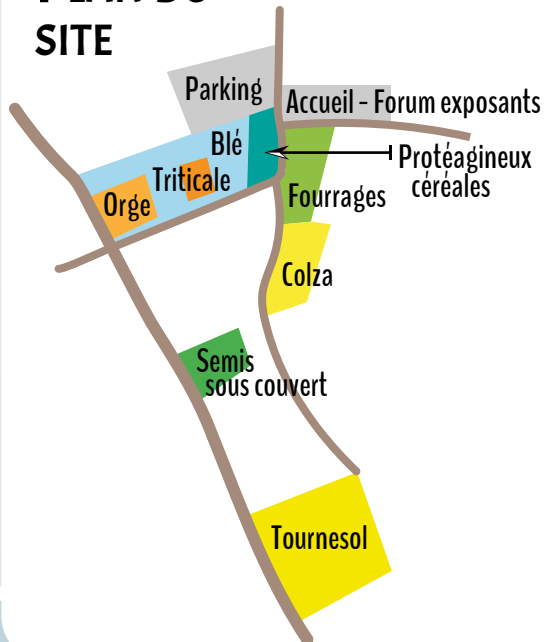 SITE
Parking
Accueil - Forum exposants
Blé
Protéagineux
céréales
Triticale
Orge
Fourrages
Colza
Semis
sous couvert
Tournesol